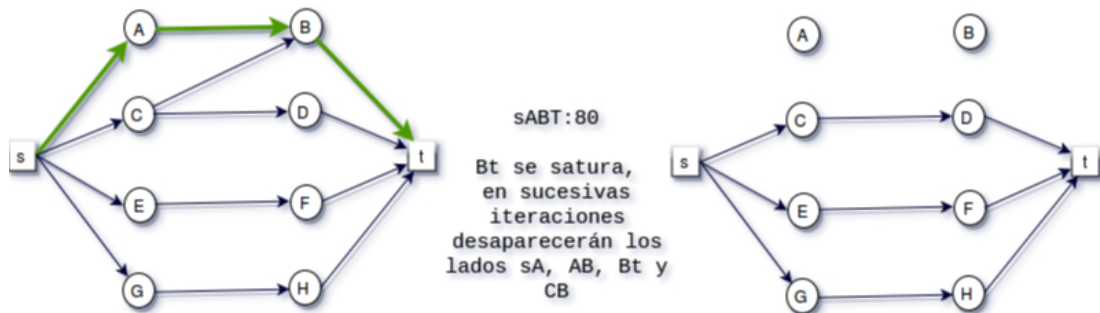 A
B
C
D
s
t
E
F
G
H
sABT:80
Bt se satura,
en sucesivas
iteraciones
desaparecerán los
lados sA, AB, Bt y
CB
A
B
C
D
s
t
E
F
G
H